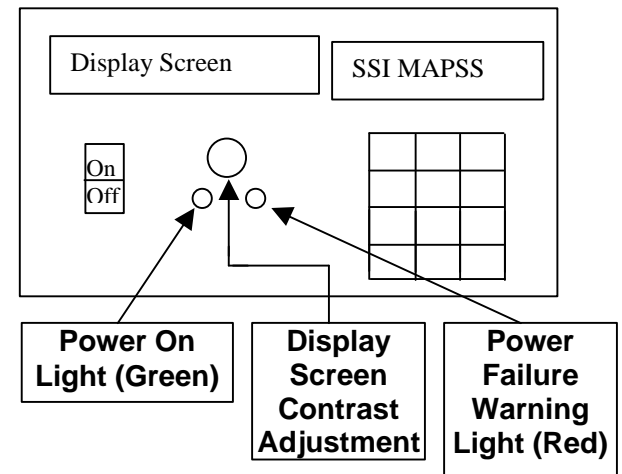 Display Screen
SSI MAPSS
On
Off
Power On
Light (Green)
Display
Screen
Contrast
Adjustment
Power
Failure
Warning
Light (Red)